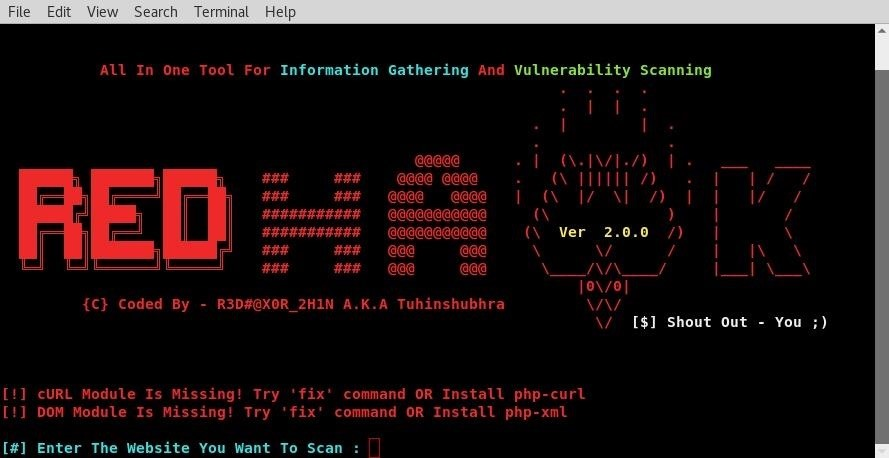 File Edit View Search Terminal Help
All In One Tool For Information Gathering And Vulnerability Scanning
RED HAWK
Ver 2.0.0
{C} Coded By - R3D#@X0R_2H1N A.K.A Tuhinshubhra
[$] Shout Out - You ;)
[!] cURL Module Is Missing! Try 'fix' command OR Install php-curl
[!] DOM Module Is Missing! Try 'fix' command OR Install php-xml
[#] Enter The Website You Want To Scan :